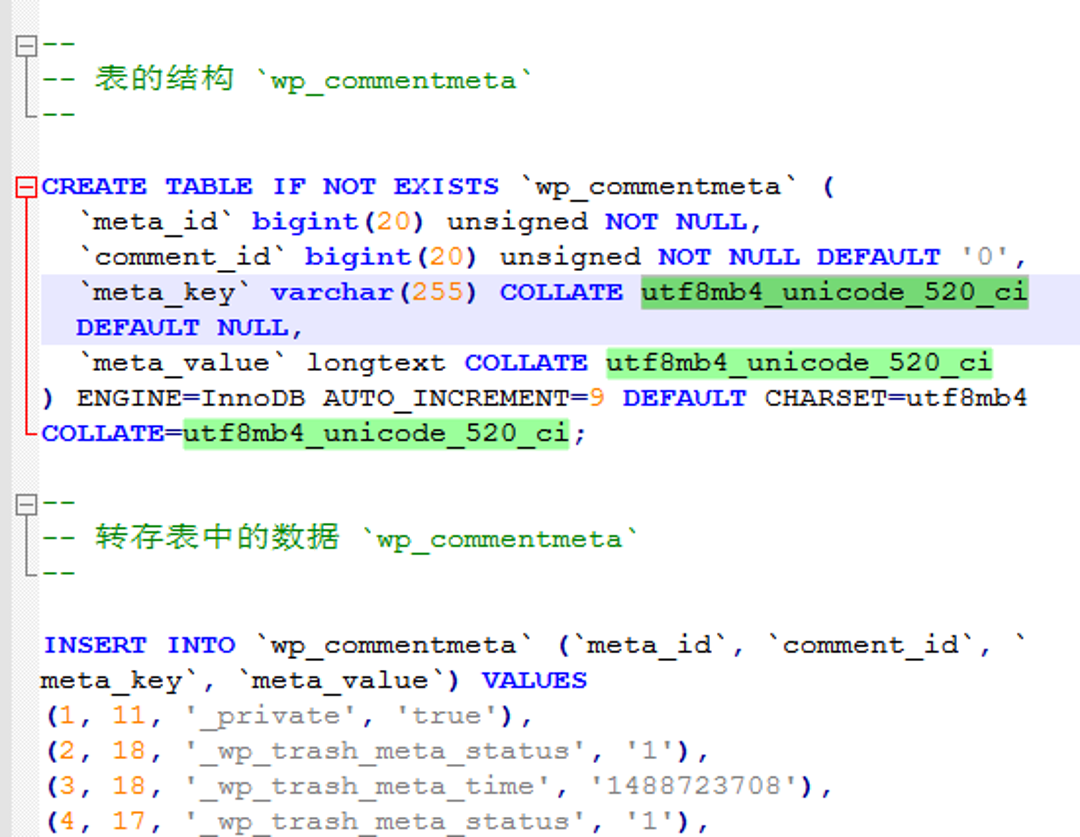 --
-- 表的结构 `wp_commentmeta`
--
CREATE TABLE IF NOT EXISTS `wp_commentmeta` (
`meta_id` bigint(20) unsigned NOT NULL,
`comment_id` bigint(20) unsigned NOT NULL DEFAULT '0',
`meta_key` varchar(255) COLLATE utf8mb4_unicode_520_ci
DEFAULT NULL,
`meta_value` longtext COLLATE utf8mb4_unicode_520_ci
) ENGINE=InnoDB AUTO_INCREMENT=9 DEFAULT CHARSET=utf8mb4
COLLATE=utf8mb4_unicode_520_ci;
--
-- 转存表中的数据 `wp_commentmeta`
--
INSERT INTO `wp_commentmeta` (`meta_id`, `comment_id`, `
meta_key`, `meta_value`) VALUES
(1, 11, '_private', 'true'),
(2, 18, '_wp_trash_meta_status', '1'),
(3, 18, '_wp_trash_meta_time', '1488723708'),
(4, 17, '_wp_trash_meta_status', '1'),